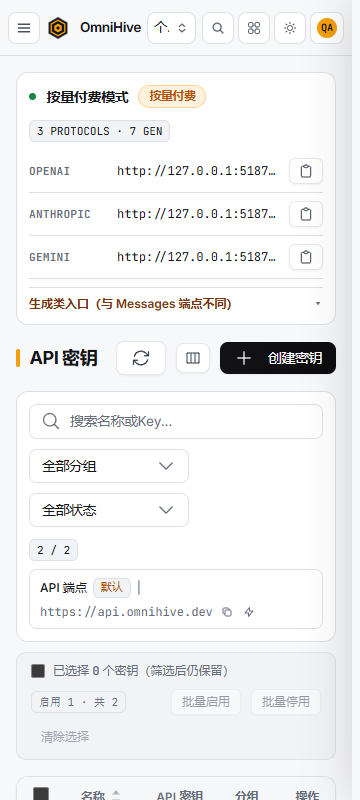 OmniHive 个. QA
按量付费模式 按量付费
3 PROTOCOLS · 7 GEN
OPENAI http://127.0.0.1:5187…
ANTHROPIC http://127.0.0.1:5187…
GEMINI http://127.0.0.1:5187…
生成类入口（与 Messages 端点不同）
API 密钥 创建密钥
搜索名称或Key...
全部分组
全部状态
2 / 2
API 端点 默认
https://api.omnihive.dev
已选择 0 个密钥（筛选后仍保留）
启用 1 · 共 2 批量启用 批量停用
清除选择
名称 API 密钥 分组 操作